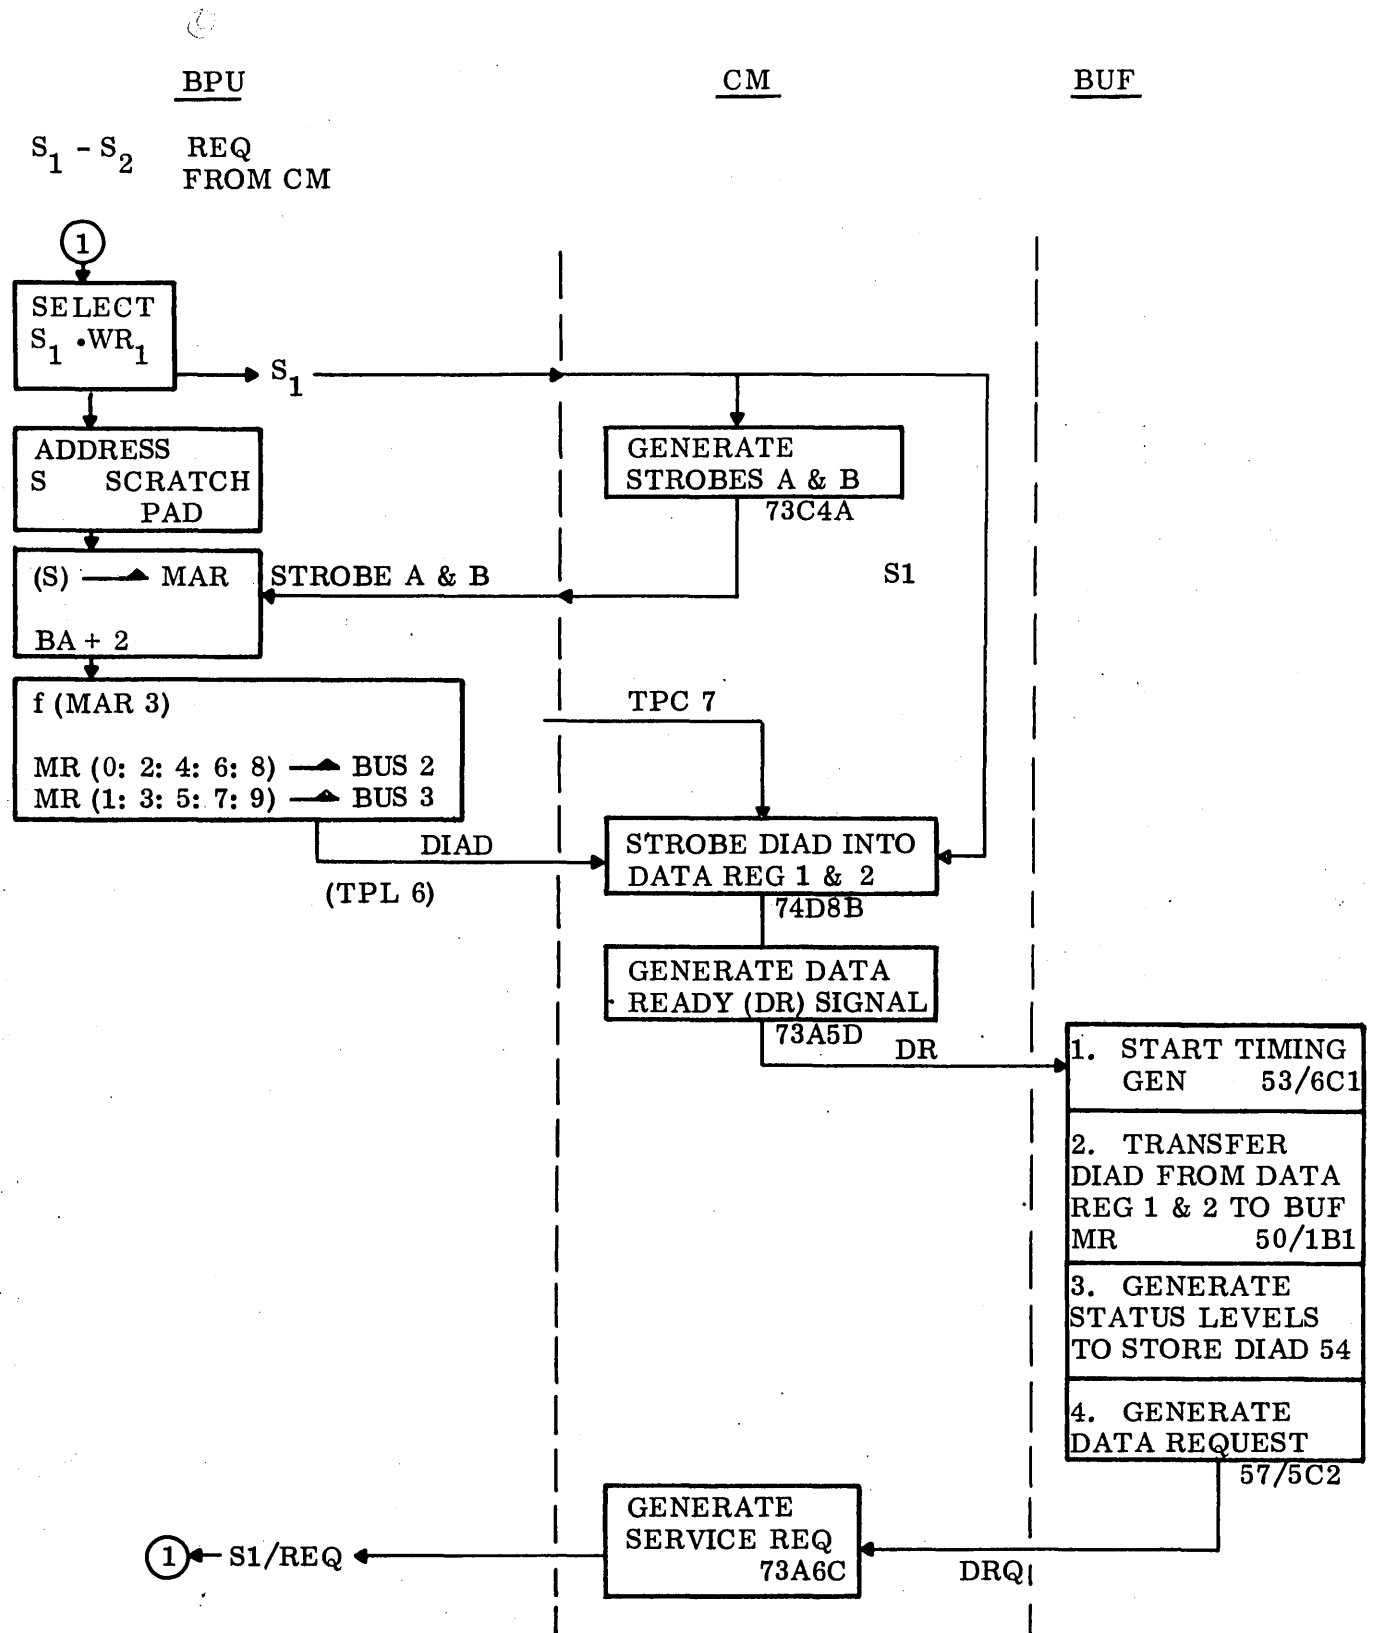 BPU
CM
BUF
S1 - S2 REQ
FROM CM
1
SELECT
S1 • WR1
S1
ADDRESS
S SCRATCH
PAD
GENERATE
STROBES A & B
73C4A
(S) → MAR
BA + 2
STROBE A & B
S1
f (MAR 3)
MR (0: 2: 4: 6: 8) → BUS 2
MR (1: 3: 5: 7: 9) → BUS 3
TPC 7
DIAD
(TPL 6)
STROBE DIAD INTO
DATA REG 1 & 2
74D8B
GENERATE DATA
READY (DR) SIGNAL
73A5D
DR
1. START TIMING
GEN 53/6C1
2. TRANSFER
DIAD FROM DATA
REG 1 & 2 TO BUF
MR 50/1B1
3. GENERATE
STATUS LEVELS
TO STORE DIAD 54
4. GENERATE
DATA REQUEST
57/5C2
DRQ
GENERATE
SERVICE REQ
73A6C
S1/REQ
1